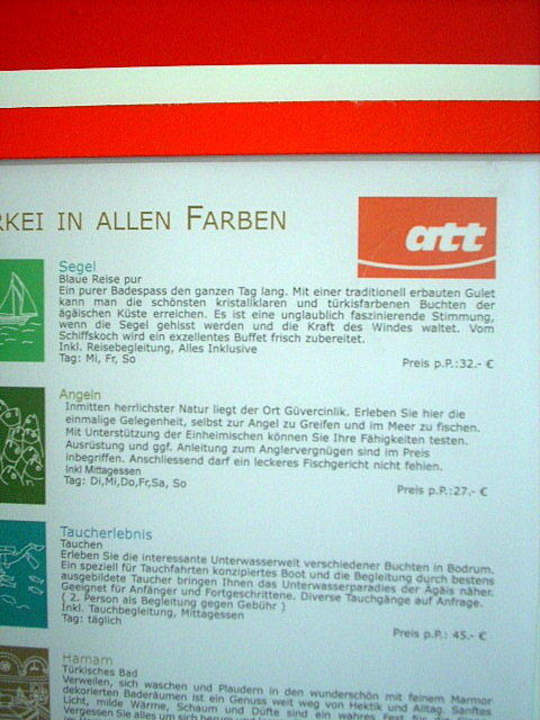 RKEI IN ALLEN FARBEN
att
Segel
Blaue Reise pur
Ein purer Badespass den ganzen Tag lang. Mit einer traditionell erbauten Gulet
kann man die schönsten kristallklaren und türkisfarbenen Buchten der
ägäischen Küste erreichen. Es ist eine unglaublich faszinierende Stimmung,
wenn die Segel gehisst werden und die Kraft des Windes waltet. Vom
Schiffskoch wird ein exzellentes Buffet frisch zubereitet.
Inkl. Reisebegleitung, Alles Inklusive
Tag: Mi, Fr, So
Preis p.P.:32.- €
Angeln
Inmitten herrlichster Natur liegt der Ort Güvercinlik. Erleben Sie hier die
einmalige Gelegenheit, selbst zur Angel zu Greifen und im Meer zu fischen.
Mit Unterstützung der Einheimischen können Sie Ihre Fähigkeiten testen.
Ausrüstung und ggf. Anleitung zum Anglervergnügen sind im Preis
inbegriffen. Anschliessend darf ein leckeres Fischgericht nicht fehlen.
Inkl Mittagessen
Tag: Di,Mi,Do,Fr,Sa, So
Preis p.P.:27.- €
Taucherlebnis
Tauchen
Erleben Sie die interessante Unterwasserwelt verschiedener Buchten in Bodrum.
Ein speziell für Tauchfahrten konzipiertes Boot und die Begleitung durch bestens
ausgebildete Taucher bringen Ihnen das Unterwasserparadies der Ägäis näher.
Geeignet für Anfänger und Fortgeschrittene. Diverse Tauchgänge auf Anfrage.
( 2. Person als Begleitung gegen Gebühr )
Inkl. Tauchbegleitung, Mittagessen
Tag: täglich
Preis p.P.: 45.- €
Hamam
Türkisches Bad
Verweilen, sich waschen und Plaudern in den wunderschön mit feinem Marmor
dekorierten Baderäumen ist ein Genuss weit weg von Hektik und Alltag. Sanftes
Licht, milde Wärme, Schaum und Düfte sind ein wahres Fest für
Vergessen Sie alles um sich herum